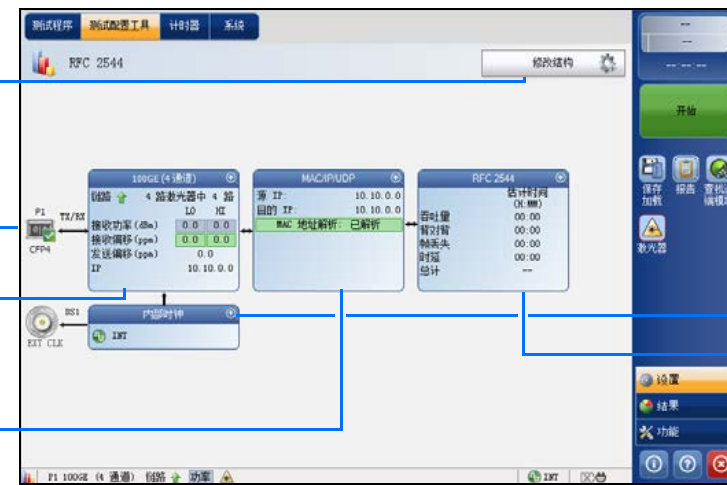 测试程序 测试配置工具 计时器 系统
RFC 2544
修改结构
--
--
--:--:--
开始
保存 报告
加载
激光器
100GE (4 通道)
链路 4 路激光器中 4 路
LO HI
接收功率 (dBm) 0.0 0.0
接收偏移 (ppm) 0.0 0.0
发送偏移 (ppm) 0.0
IP 10.10.0.0
MAC/IP/UDP
源 IP: 10.10.0.0
目的 IP: 10.10.0.0
MAC 地址解析: 已解析
RFC 2544
估计时间
(H:MM)
吞吐量 00:00
背对背 00:00
帧丢失 00:00
时延 00:00
总计 --
P1 TX/RX
CFP4
DS1
EXT CLK
内部时钟
INT
设置
结果
功能
P1 100GE (4 通道) 链路 功率
INT